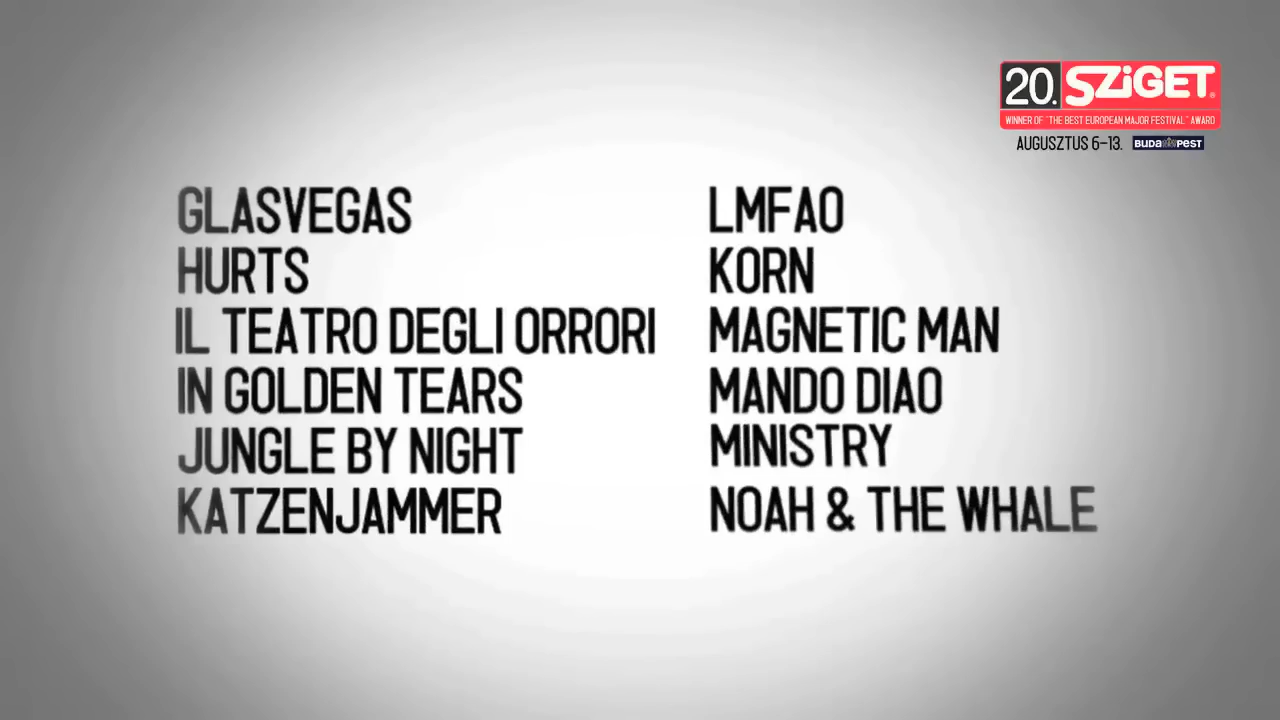 20. SZiGET
WINNER OF "THE BEST EUROPEAN MAJOR FESTIVAL" AWARD
AUGUSZTUS 6-13. BUDAPEST
GLASVEGAS
HURTS
IL TEATRO DEGLI ORRORI
IN GOLDEN TEARS
JUNGLE BY NIGHT
KATZENJAMMER
LMFAO
KORN
MAGNETIC MAN
MANDO DIAO
MINISTRY
NOAH & THE WHALE